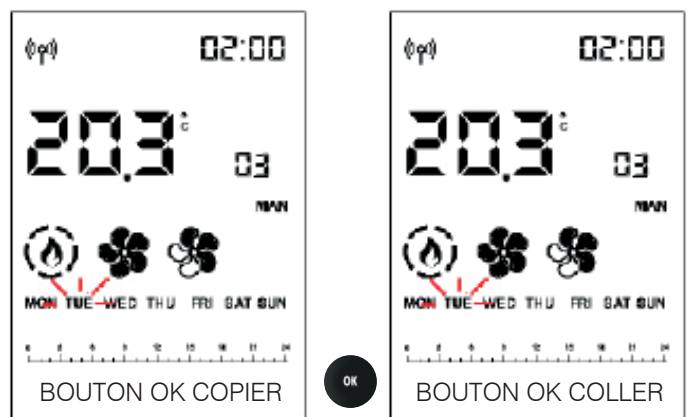 02:00
20.3 °C
03
MAN
MON TUE WED THU FRI SAT SUN
BOUTON OK COPIER
OK
02:00
20.3 °C
03
MAN
MON TUE WED THU FRI SAT SUN
BOUTON OK COLLER